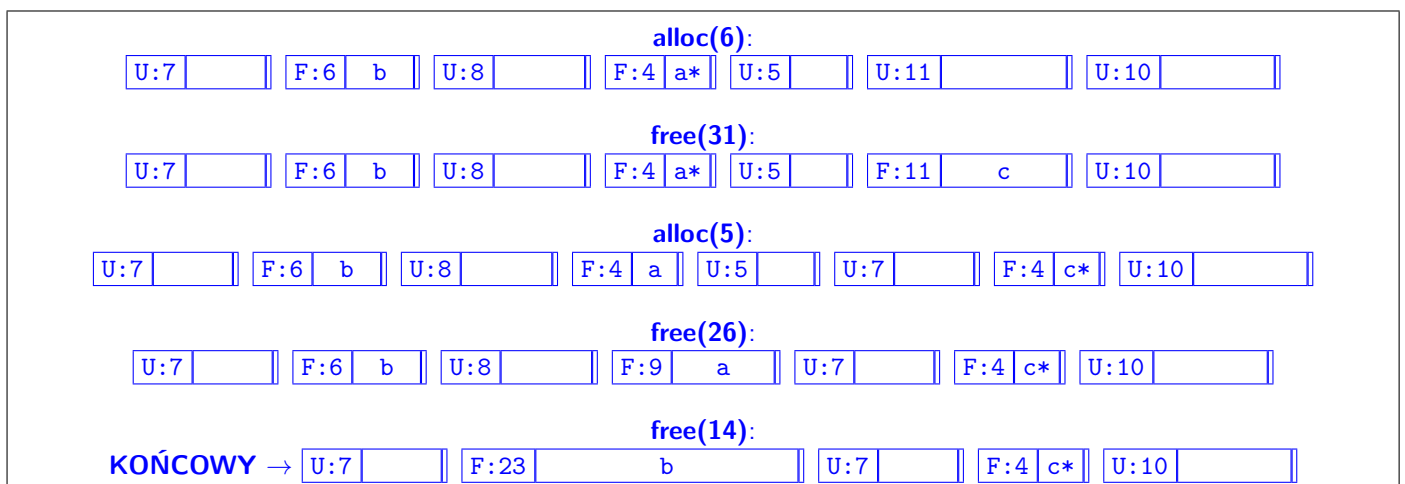 alloc(6):
U:7 F:6 b U:8 F:4 a* U:5 U:11 U:10
free(31):
U:7 F:6 b U:8 F:4 a* U:5 F:11 c U:10
alloc(5):
U:7 F:6 b U:8 F:4 a U:5 U:7 F:4 c* U:10
free(26):
U:7 F:6 b U:8 F:9 a U:7 F:4 c* U:10
free(14):
KOŃCOWY → U:7 F:23 b U:7 F:4 c* U:10